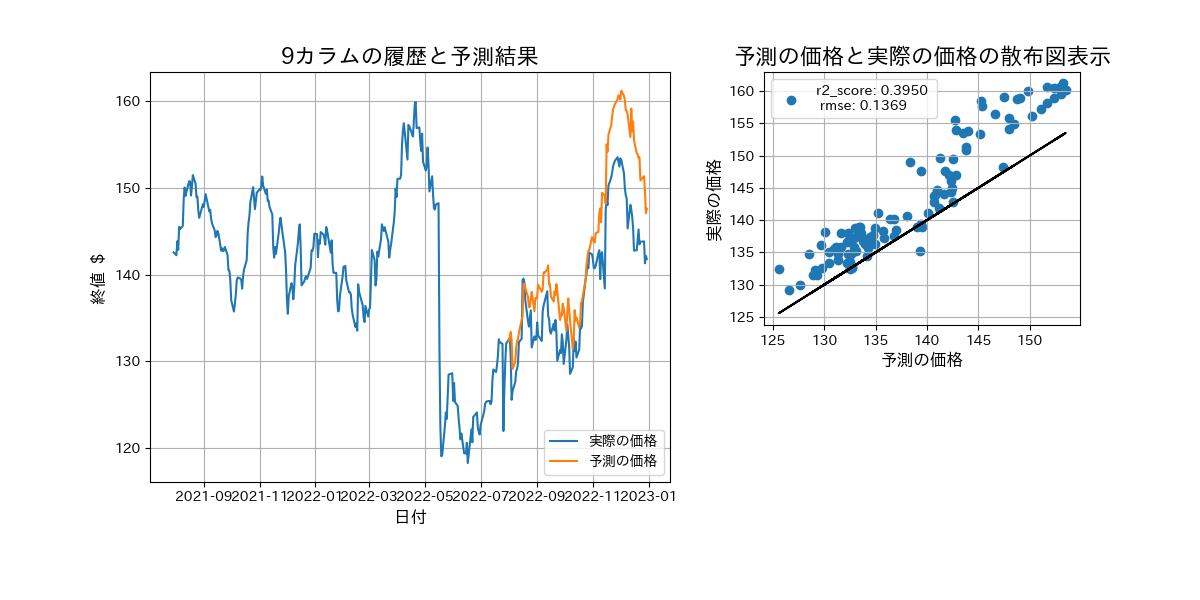 9カラムの履歴と予測結果
160
150
140
130
120
終値 $
2021-09
2021-11
2022-01
2022-03
2022-05
2022-07
2022-09
2022-11
2023-01
日付
実際の価格
予測の価格
予測の価格と実際の価格の散布図表示
r2_score: 0.3950
rmse: 0.1369
160
155
150
145
140
135
130
125
実際の価格
125
130
135
140
145
150
予測の価格